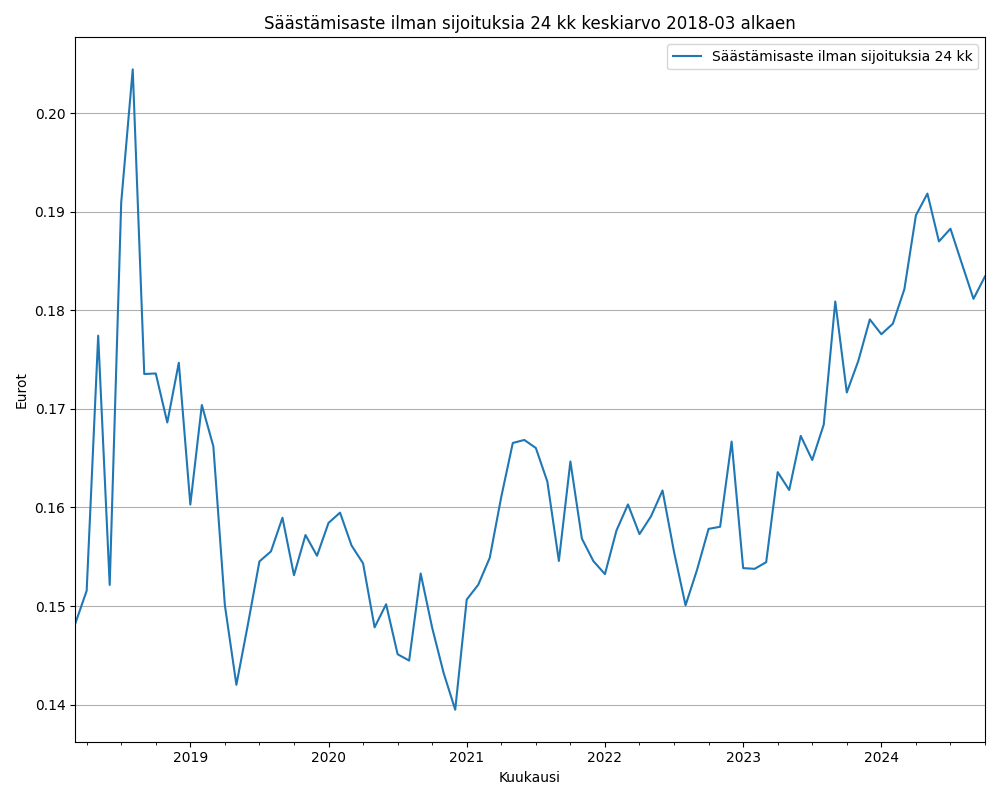 Säästämisaste ilman sijoituksia 24 kk keskiarvo 2018-03 alkaen
Säästämisaste ilman sijoituksia 24 kk
0.20
0.19
0.18
0.17
0.16
0.15
0.14
Eurot
2019 2020 2021 2022 2023 2024
Kuukausi